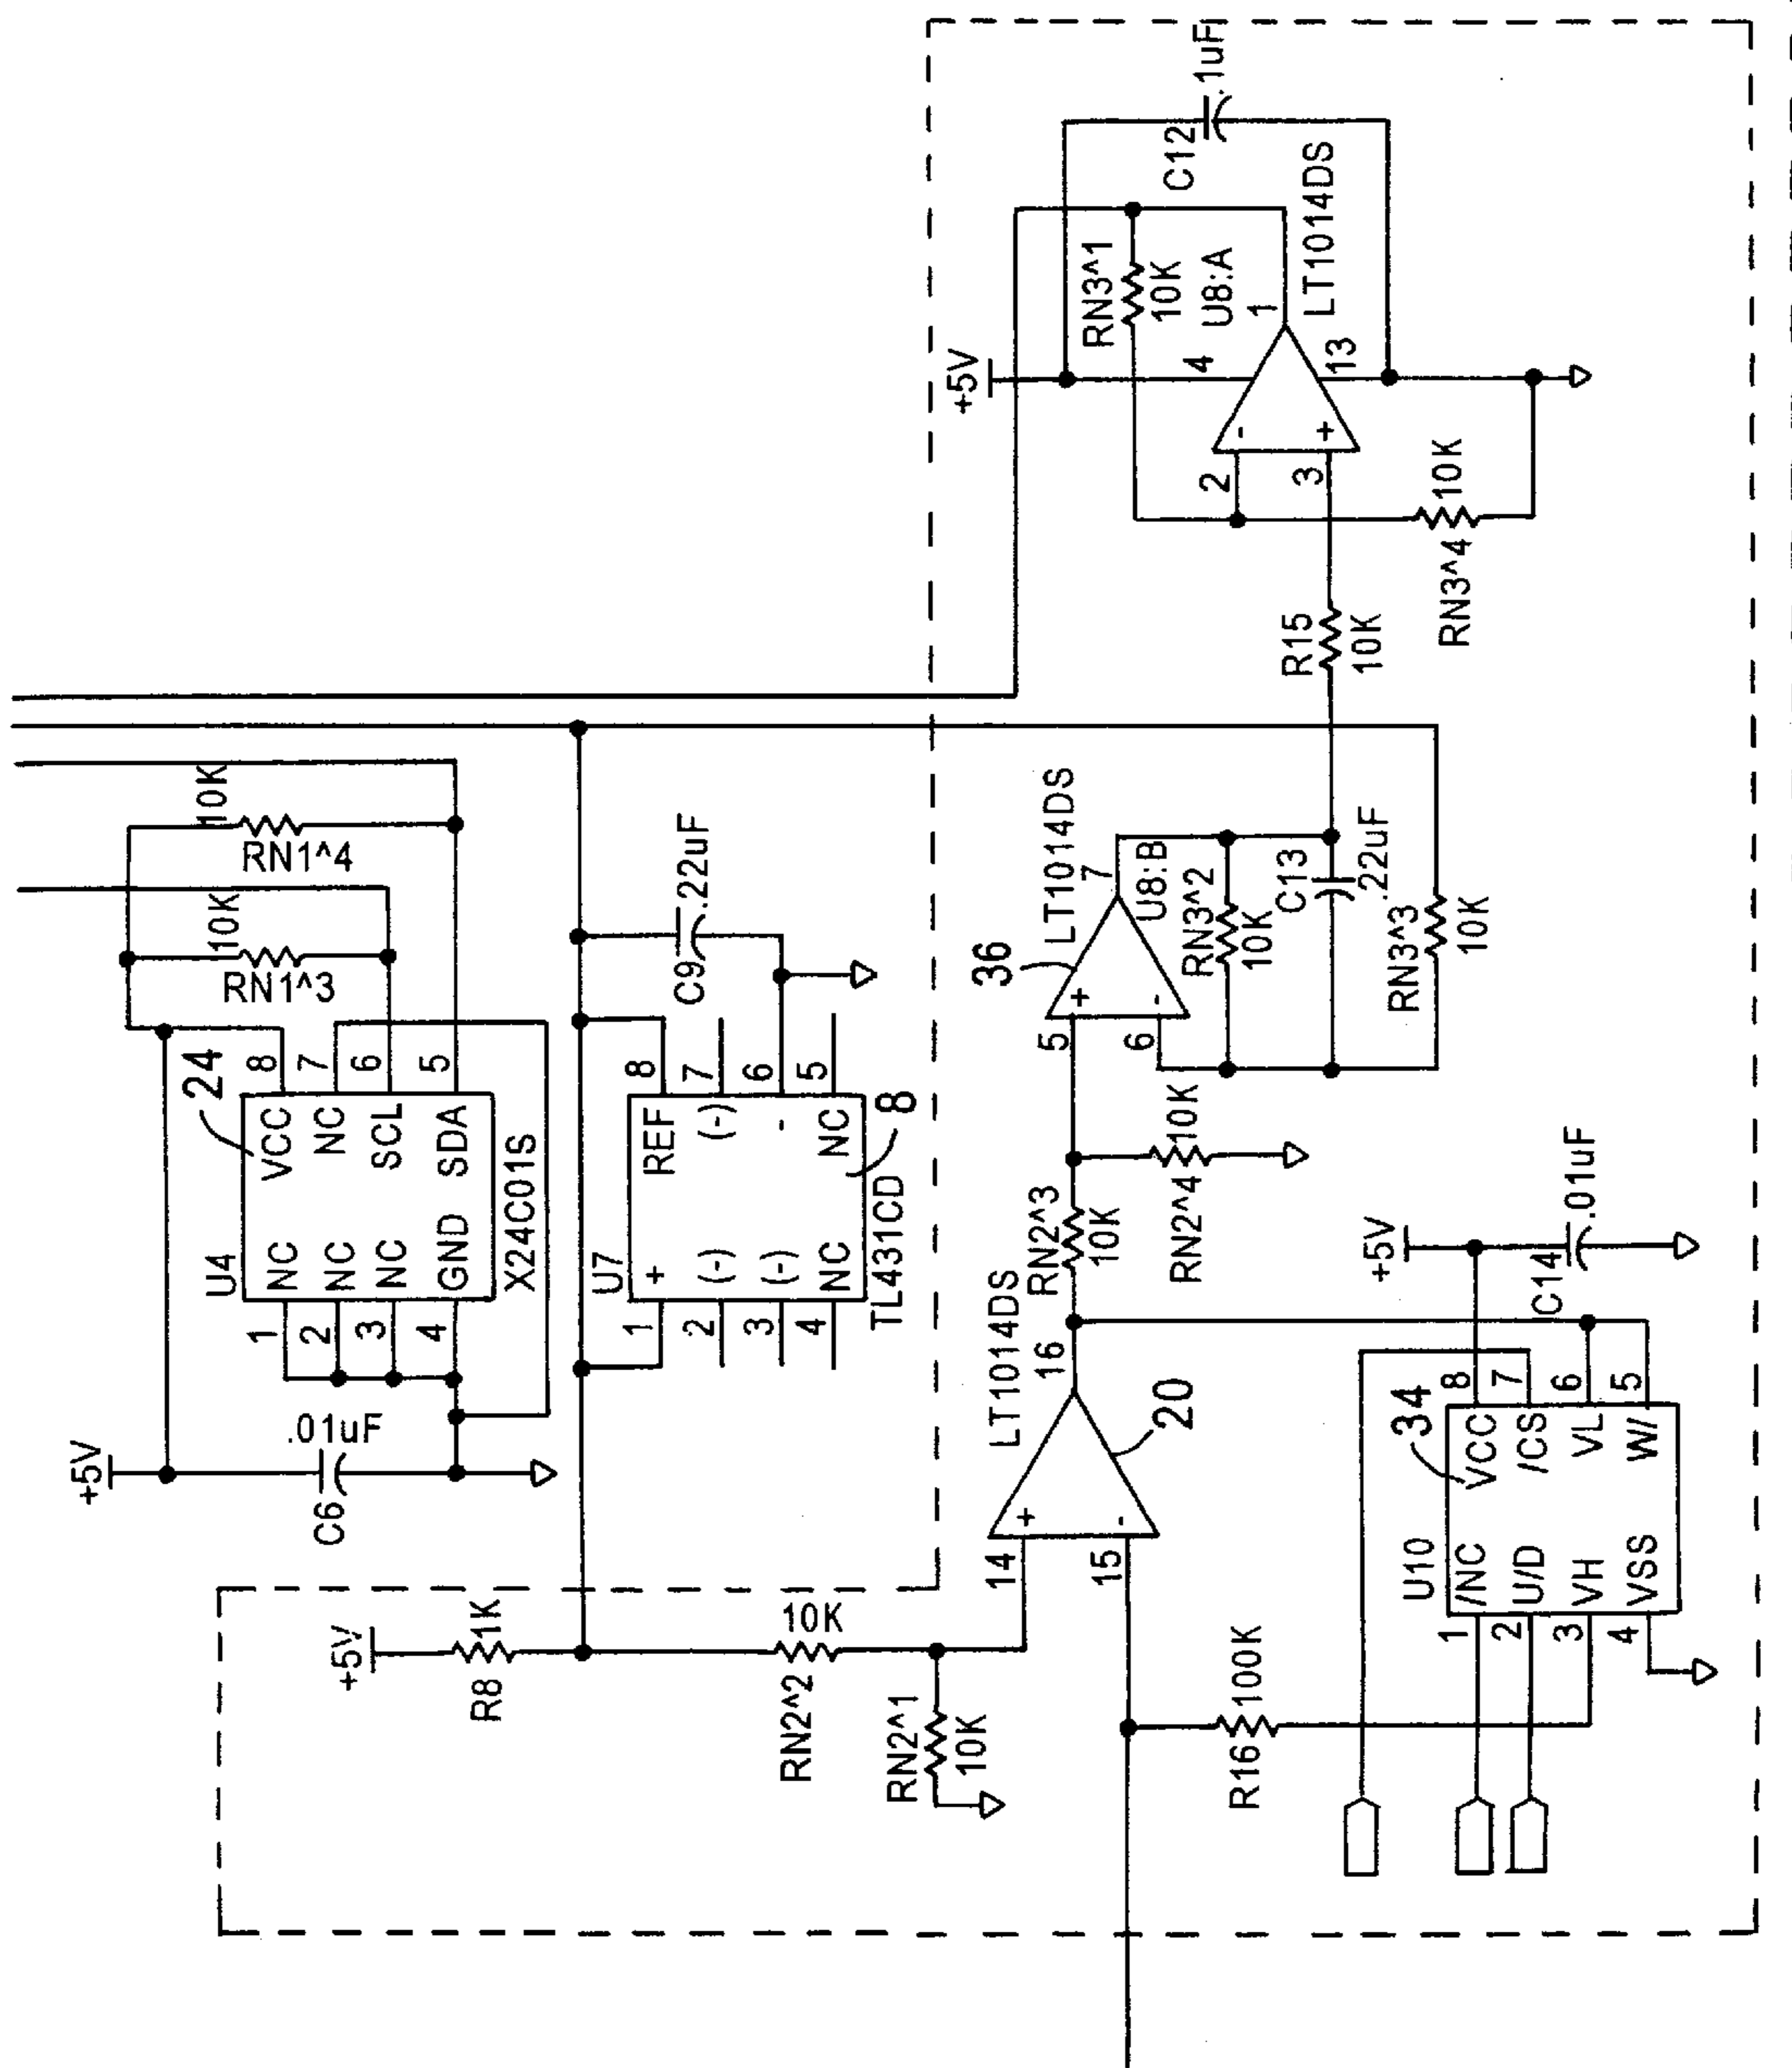 .1uF
C12
LT1014DS
RN3^1
10K
U8:A
1
+5V
4
13
-
+
2
3
10K
RN3^4
R15
10K
10K
RN1^4
10K
RN1^3
24
8
7
6
5
VCC
NC
SCL
SDA
U4
NC
NC
NC
GND
X24C01S
1
2
3
4
+5V
.01uF
C6
.22uF
C9
8
7
6
5
REF
(-)
-
NC
8
U7
+
(-)
(-)
NC
TL431CD
1
2
3
4
LT1014DS
7
U8:B
36
+
-
5
6
RN3^2
10K
C13
.22uF
RN3^3
10K
10K
RN2^4
RN2^3
10K
LT1014DS
16
20
+
-
14
15
+5V
.01uF
C14
8
7
6
5
34
VCC
/CS
VL
W/
U10
/NC
U/D
VH
VSS
1
2
3
4
+5V
1K
R8
10K
RN2^2
RN2^1
10K
100K
R16